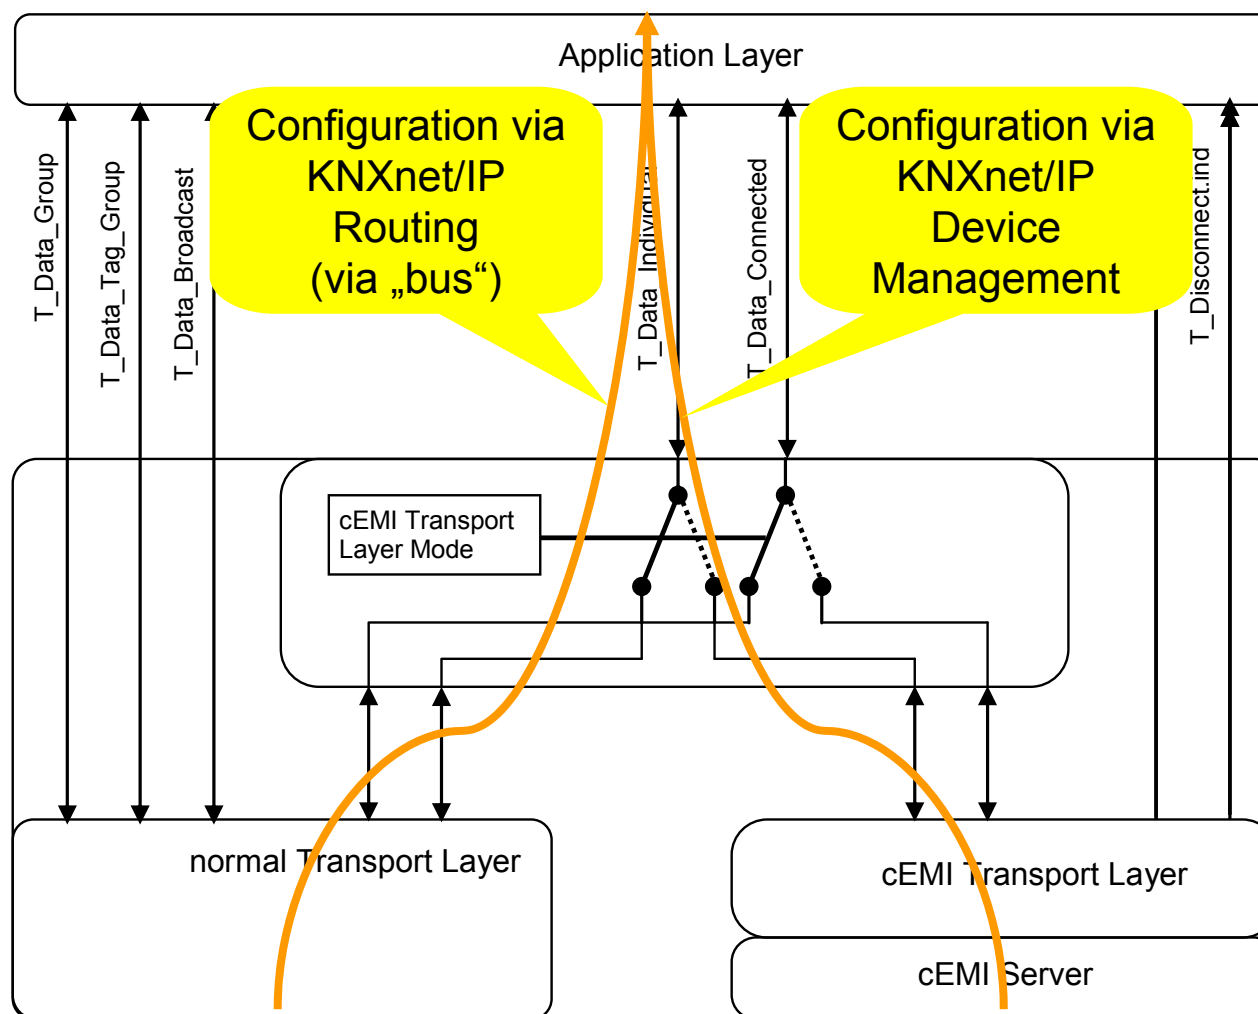 Application Layer
Configuration via
KNXnet/IP
Routing
(via „bus“)
Configuration via
KNXnet/IP
Device
Management
T_Data_Group
T_Data_Tag_Group
T_Data_Broadcast
T_Data_Individual
T_Data_Connected
T_Disconnect.ind
cEMI Transport
Layer Mode
normal Transport Layer
cEMI Transport Layer
cEMI Server